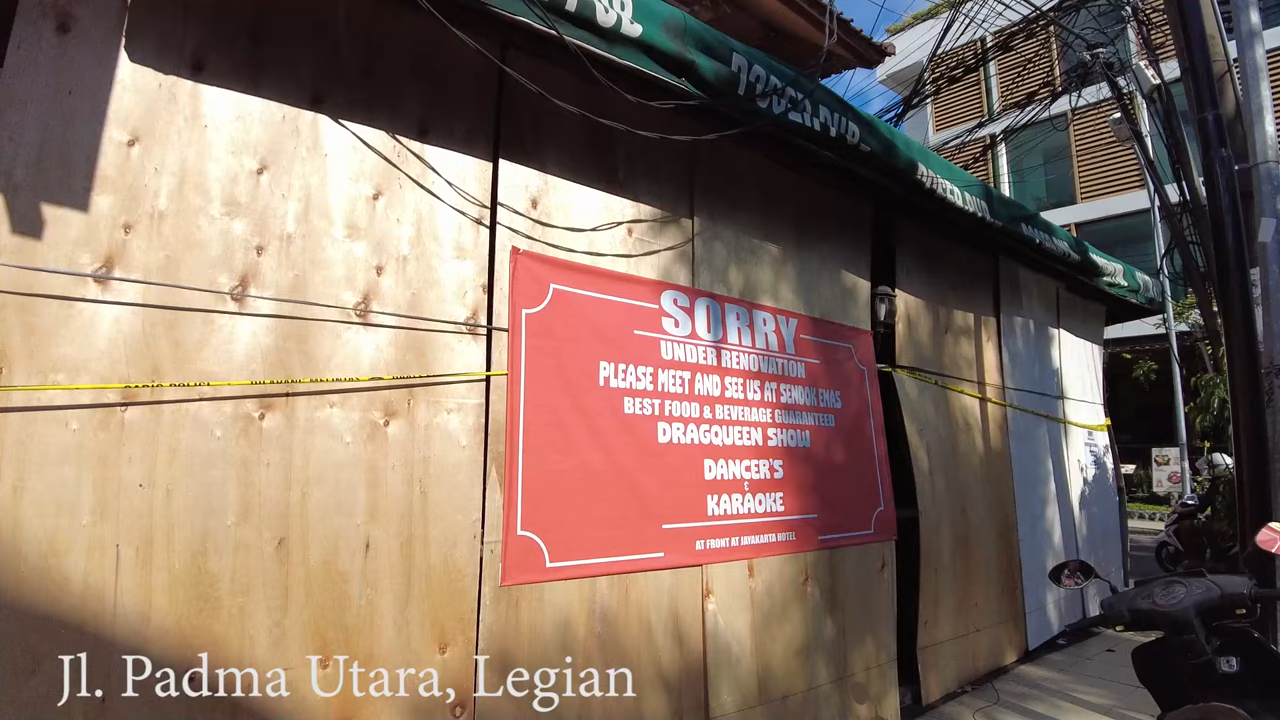 SORRY
UNDER RENOVATION
PLEASE MEET AND SEE US AT SENDOK EMAS
BEST FOOD & BEVERAGE GUARANTEED
DRAGQUEEN SHOW
DANCER'S
&
KARAOKE
AT FRONT AT JAYAKARTA HOTEL
Jl. Padma Utara, Legian